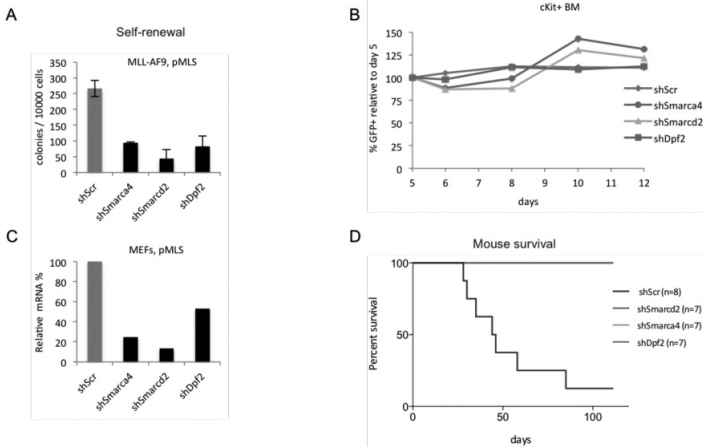 A
Self-renewal
MLL-AF9, pMLS
colonies / 10000 cells
350
300
250
200
150
100
50
0
shScr
shSmarca4
shSmarcd2
shDpf2
B
cKit+ BM
% GFP+ relative to day 5
150
125
100
75
50
25
0
5 6 7 8 9 10 11 12
days
shScr
shSmarca4
shSmarcd2
shDpf2
C
MEFs, pMLS
Relative mRNA %
100
80
60
40
20
0
shScr
shSmarca4
shSmarcd2
shDpf2
D
Mouse survival
Percent survival
100
50
0
0 50 100
days
shScr (n=8)
shSmarcd2 (n=7)
shSmarca4 (n=7)
shDpf2 (n=7)